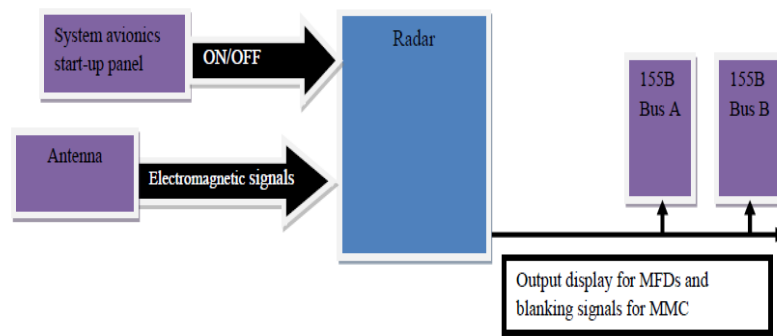 System avionics
start-up panel
ON/OFF
Radar
155B
Bus A
155B
Bus B
Antenna
Electromagnetic signals
Output display for MFDs and
blanking signals for MMC